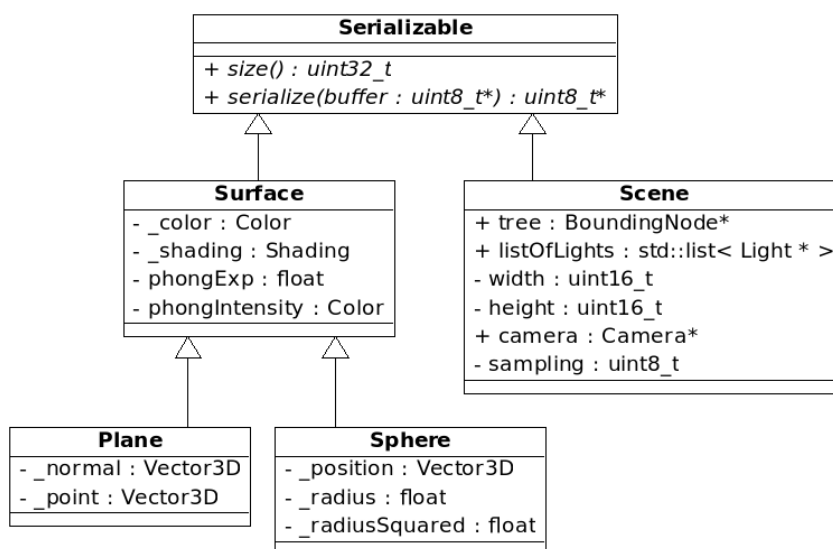 Serializable
+ size() : uint32_t
+ serialize(buffer : uint8_t*) : uint8_t*
Surface
- _color : Color
- _shading : Shading
- phongExp : float
- phongIntensity : Color
Scene
+ tree : BoundingNode*
+ listOfLights : std::list< Light * >
- width : uint16_t
- height : uint16_t
+ camera : Camera*
- sampling : uint8_t
Plane
- _normal : Vector3D
- _point : Vector3D
Sphere
- _position : Vector3D
- _radius : float
- _radiusSquared : float